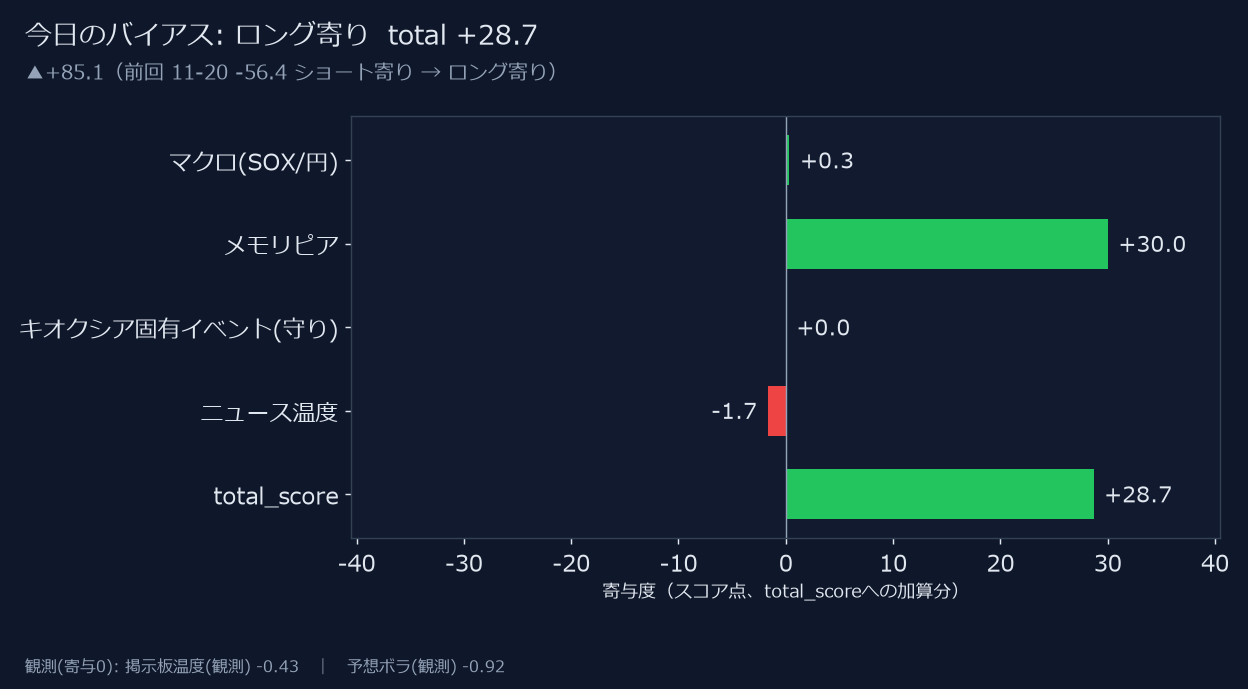 今日のバイアス: ロング寄り total +28.7
▲+85.1（前回 11-20 -56.4 ショート寄り → ロング寄り）
マクロ(SOX/円) +0.3
メモリピア +30.0
キオクシア固有イベント(守り) +0.0
ニュース温度 -1.7
total_score +28.7
-40 -30 -20 -10 0 10 20 30 40
寄与度（スコア点、total_scoreへの加算分）
観測(寄与0): 掲示板温度(観測) -0.43 ｜ 予想ボラ(観測) -0.92